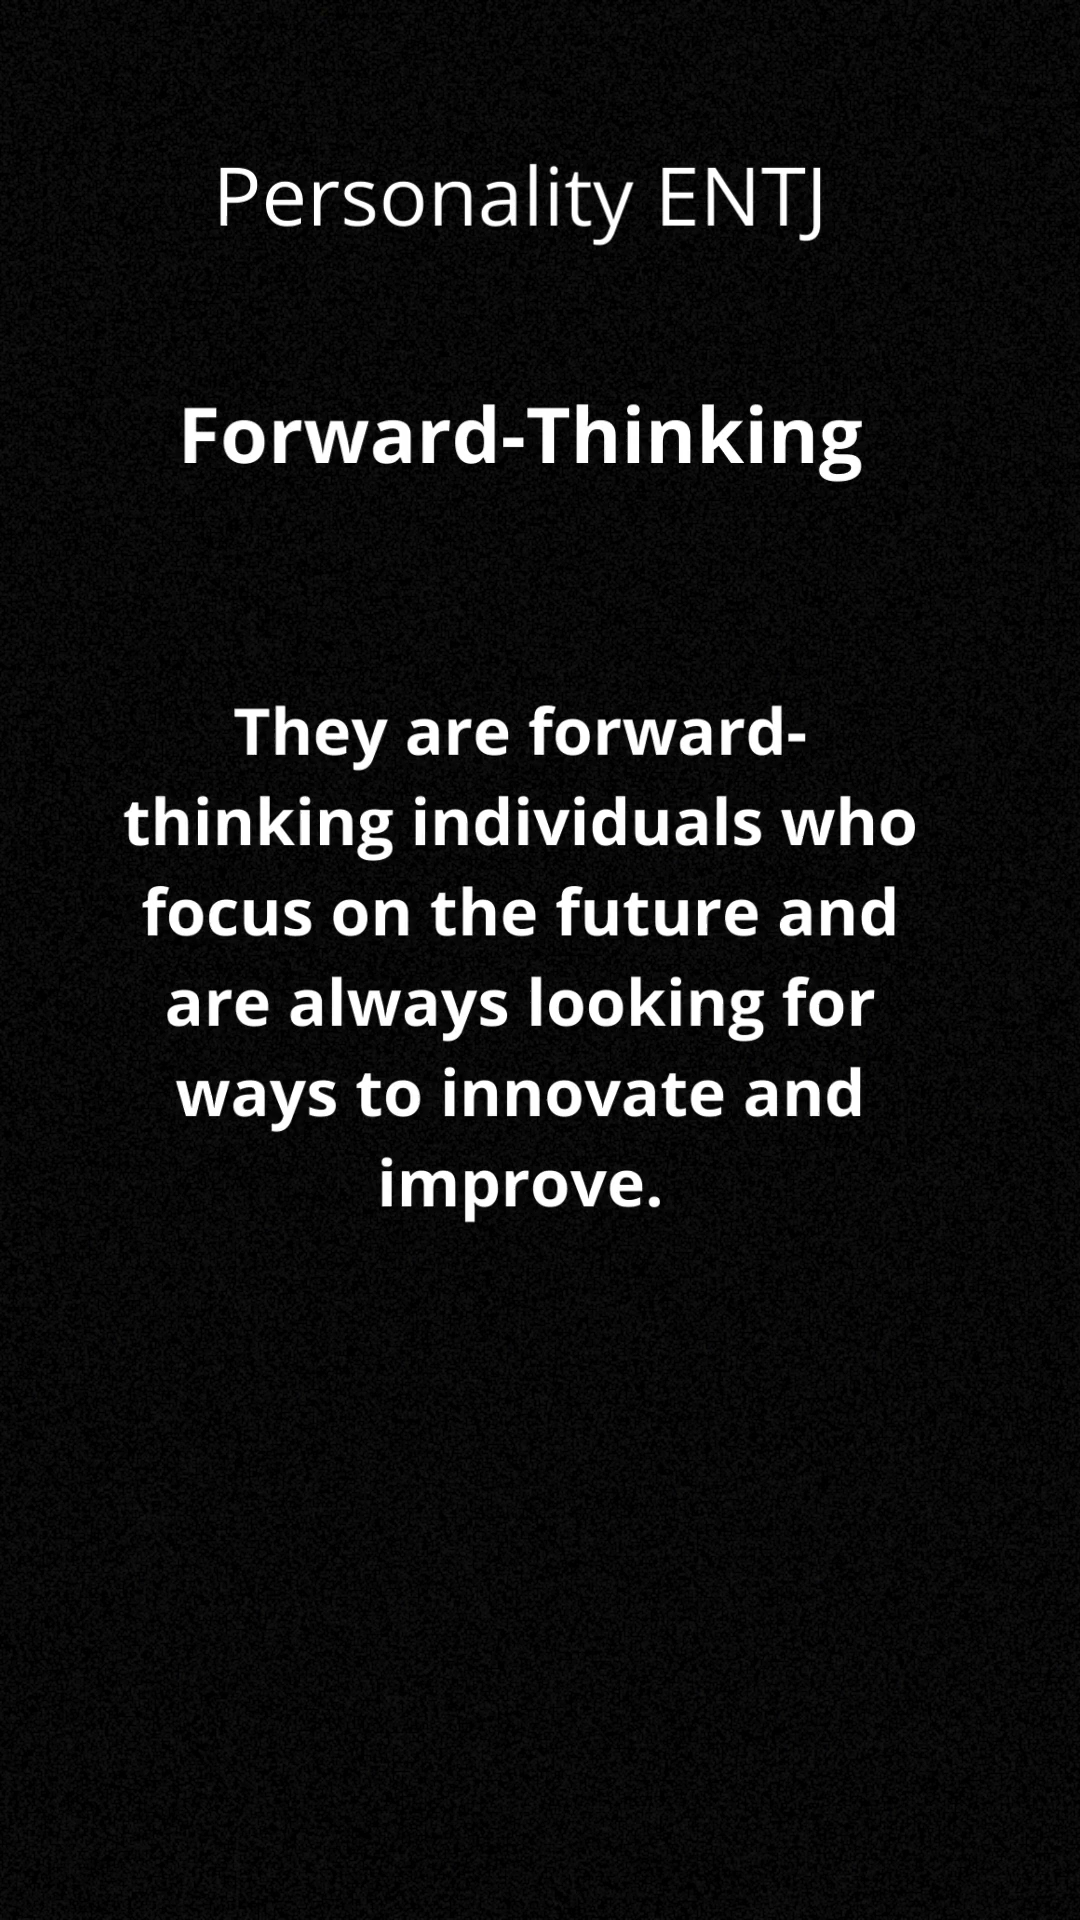 Personality ENTJ
Forward-Thinking
They are forward-
thinking individuals who
focus on the future and
are always looking for
ways to innovate and
improve.